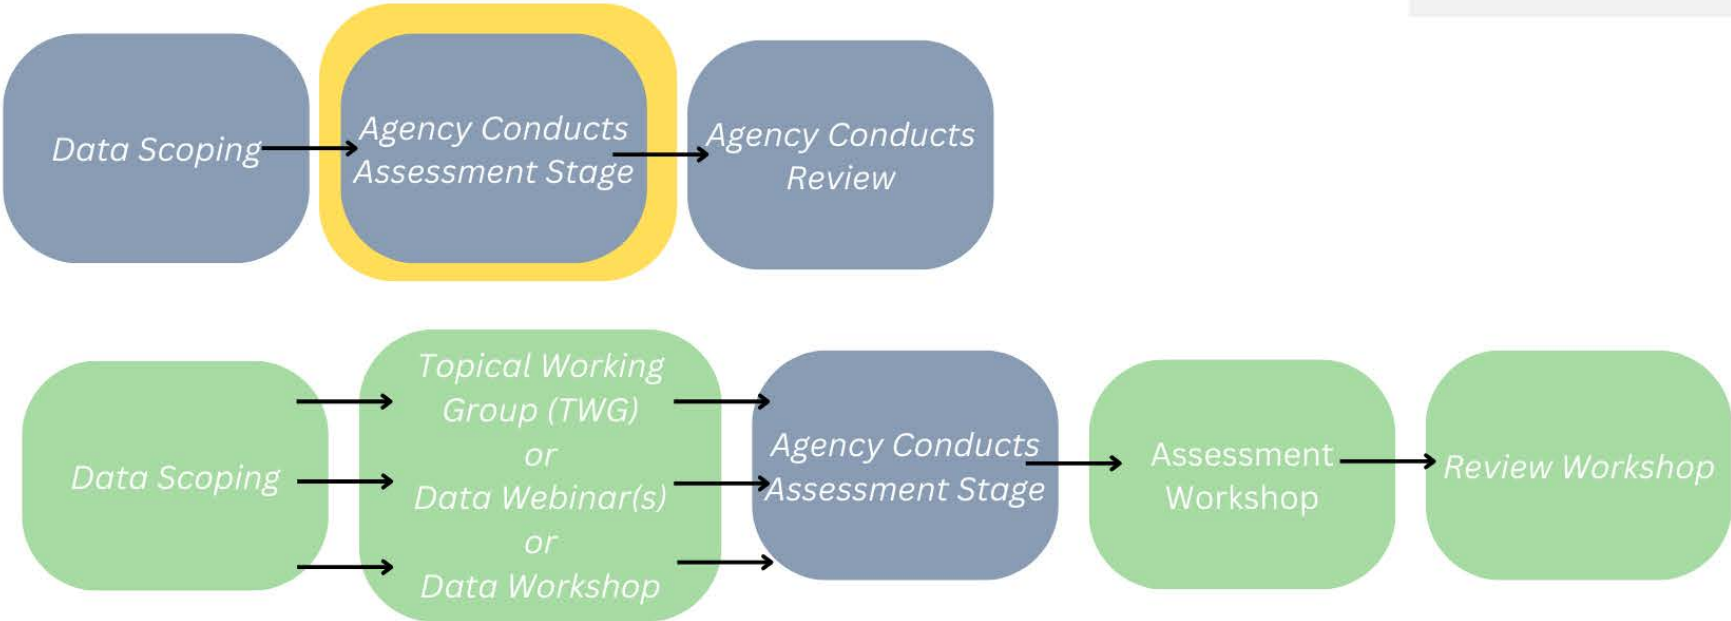 Data Scoping
Agency Conducts
Assessment Stage
Agency Conducts
Review
Data Scoping
Topical Working
Group (TWG)
or
Data Webinar(s)
or
Data Workshop
Agency Conducts
Assessment Stage
Assessment
Workshop
Review Workshop